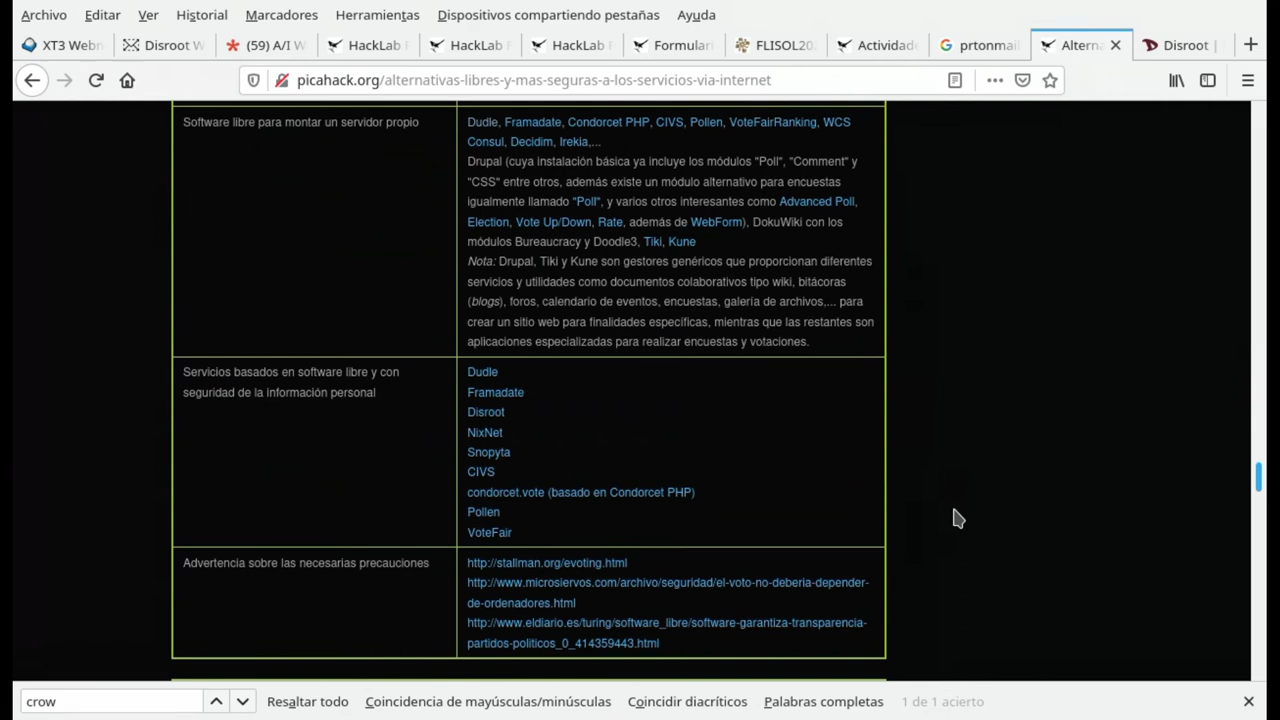 Archivo Editar Ver Historial Marcadores Herramientas Dispositivos compartiendo pestañas Ayuda
XT3 Webm Disroot W (59) A/I W HackLab HackLab F HackLab Formulari FLISOL20 Actividade prtonmail Altern Disroot |
picahack.org/alternativas-libres-y-mas-seguras-a-los-servicios-via-internet
Software libre para montar un servidor propio
Dudle, Framadate, Condorcet PHP, CIVS, Pollen, VoteFairRanking, WCS
Consul, Decidim, Irekia,...
Drupal (cuya instalación básica ya incluye los módulos "Poll", "Comment" y
"CSS" entre otros, además existe un módulo alternativo para encuestas
igualmente llamado "Poll", y varios otros interesantes como Advanced Poll,
Election, Vote Up/Down, Rate, además de WebForm), DokuWiki con los
módulos Bureaucracy y Doodle3, Tiki, Kune
Nota: Drupal, Tiki y Kune son gestores genéricos que proporcionan diferentes
servicios y utilidades como documentos colaborativos tipo wiki, bitácoras
(blogs), foros, calendario de eventos, encuestas, galería de archivos,... para
crear un sitio web para finalidades específicas, mientras que las restantes son
aplicaciones especializadas para realizar encuestas y votaciones.
Servicios basados en software libre y con
seguridad de la información personal
Dudle
Framadate
Disroot
NixNet
Snopyta
CIVS
condorcet.vote (basado en Condorcet PHP)
Pollen
VoteFair
Advertencia sobre las necesarias precauciones
http://stallman.org/evoting.html
http://www.microsiervos.com/archivo/seguridad/el-voto-no-deberia-depender-
de-ordenadores.html
http://www.eldiario.es/turing/software_libre/software-garantiza-transparencia-
partidos-politicos_0_414359443.html
crow Resaltar todo Coincidencia de mayúsculas/minúsculas Coincidir diacríticos Palabras completas 1 de 1 acierto